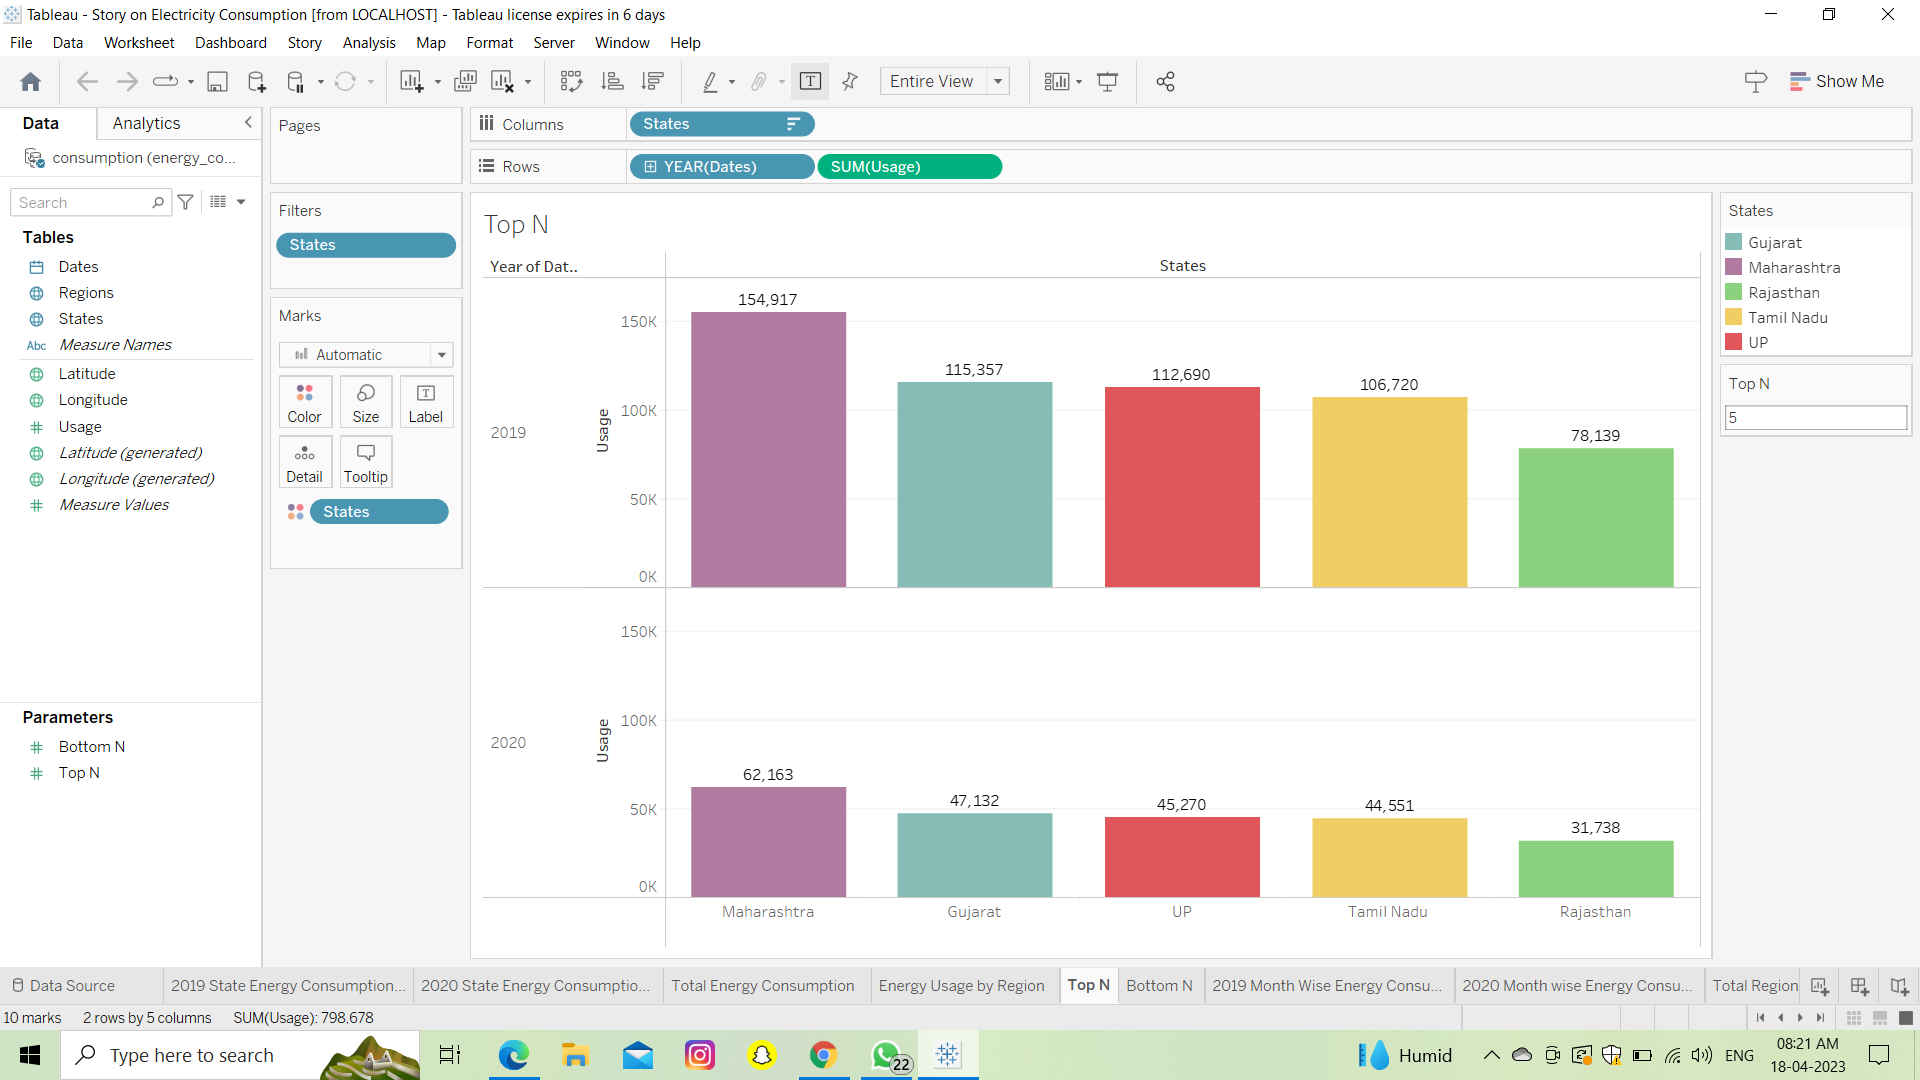 Tableau - Story on Electricity Consumption [from LOCALHOST] - Tableau license expires in 6 days
File Data Worksheet Dashboard Story Analysis Map Format Server Window Help
Entire View
Show Me
Data Analytics
Pages
Columns States
consumption (energy_co...
Rows YEAR(Dates) SUM(Usage)
Search
Filters
States
Tables
Dates
Regions
States
Abc Measure Names
Latitude
Longitude
Usage
Latitude (generated)
Longitude (generated)
Measure Values
Parameters
Bottom N
Top N
Marks
Automatic
Color Size Label
Detail Tooltip
States
Top N
Year of Dat.. States
154,917
150K
115,357
112,690
106,720
100K
2019 Usage
78,139
50K
0K
150K
100K
2020 Usage
62,163
50K
47,132
45,270
44,551
31,738
0K
Maharashtra Gujarat UP Tamil Nadu Rajasthan
States
Gujarat
Maharashtra
Rajasthan
Tamil Nadu
UP
Top N
5
Data Source 2019 State Energy Consumption... 2020 State Energy Consumptio... Total Energy Consumption Energy Usage by Region Top N Bottom N 2019 Month Wise Energy Consu... 2020 Month wise Energy Consu... Total Region
10 marks 2 rows by 5 columns SUM(Usage): 798,678
Type here to search
22
Humid
ENG
08:21 AM
18-04-2023